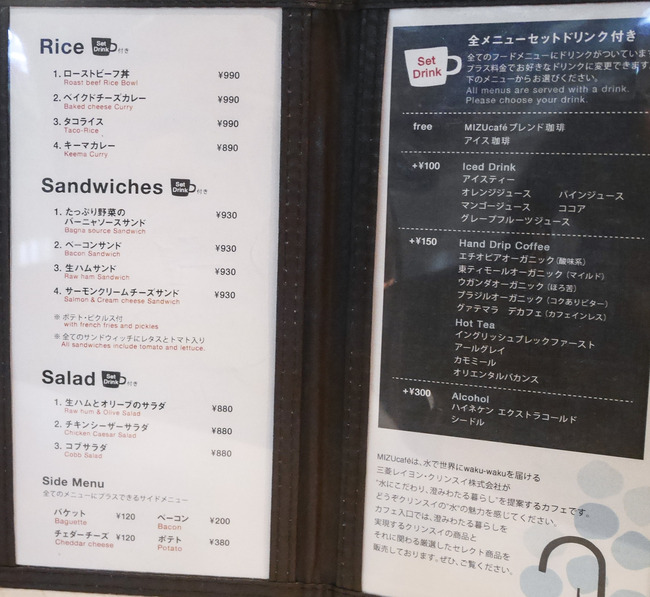 Rice Set Drink 付き
1. ローストビーフ丼 ¥990
Roast beef Rice Bowl
2. ベイクドチーズカレー ¥990
Baked cheese Curry
3. タコライス ¥990
Taco-Rice
4. キーマカレー ¥890
Keema Curry
Sandwiches Set Drink 付き
1. たっぷり野菜の
バーニャソースサンド ¥930
Bagna source Sandwich
2. ベーコンサンド ¥930
Bacon Sandwich
3. 生ハムサンド ¥930
Raw ham Sandwich
4. サーモンクリームチーズサンド ¥930
Salmon & Cream cheese Sandwich
※ ポテト・ピクルス付
with french fries and pickles
※ 全てのサンドウィッチにレタスとトマト入り
All sandwiches include tomato and lettuce.
Salad Set Drink 付き
1. 生ハムとオリーブのサラダ ¥880
Raw hum & Olive Salad
2. チキンシーザーサラダ ¥880
Chicken Caesar Salad
3. コブサラダ ¥880
Cobb Salad
Side Menu
全てのメニューにプラスできるサイドメニュー
バケット ¥120 ベーコン ¥200
Baguette Bacon
チェダーチーズ ¥120 ポテト ¥380
Cheddar cheese Potato
Set Drink
全メニューセットドリンク付き
全てのフードメニューにドリンクがついています
プラス料金でお好きなドリンクに変更できます
下のメニューからお選びください。
All menus are served with a drink.
Please choose your drink.
free MIZUcaféブレンド珈琲
アイス珈琲
+¥100 Iced Drink
アイスティー
オレンジジュース パインジュース
マンゴージュース ココア
グレープフルーツジュース
+¥150 Hand Drip Coffee
エチオピアオーガニック（酸味系）
東ティモールオーガニック（マイルド）
ウガンダオーガニック（ほろ苦）
ブラジルオーガニック（コクありビター）
グァテマラ デカフェ（カフェインレス）
Hot Tea
イングリッシュブレックファースト
アールグレイ
カモミール
オリエンタルバカンス
+¥300 Alcohol
ハイネケン エクストラコールド
シードル
MIZUcaféは、水で世界にwaku-wakuを届ける
三菱レイヨン・クリンスイ株式会社が
"水にこだわり、澄みわたる暮らし"を提案するカフェです。
どうぞクリンスイの"水"の魅力を感じてください。
カフェ入口では、澄みわたる暮らしを
実現するクリンスイの商品と
それに関わる厳選したセレクト商品を
販売しております。ぜひ、ご覧ください。